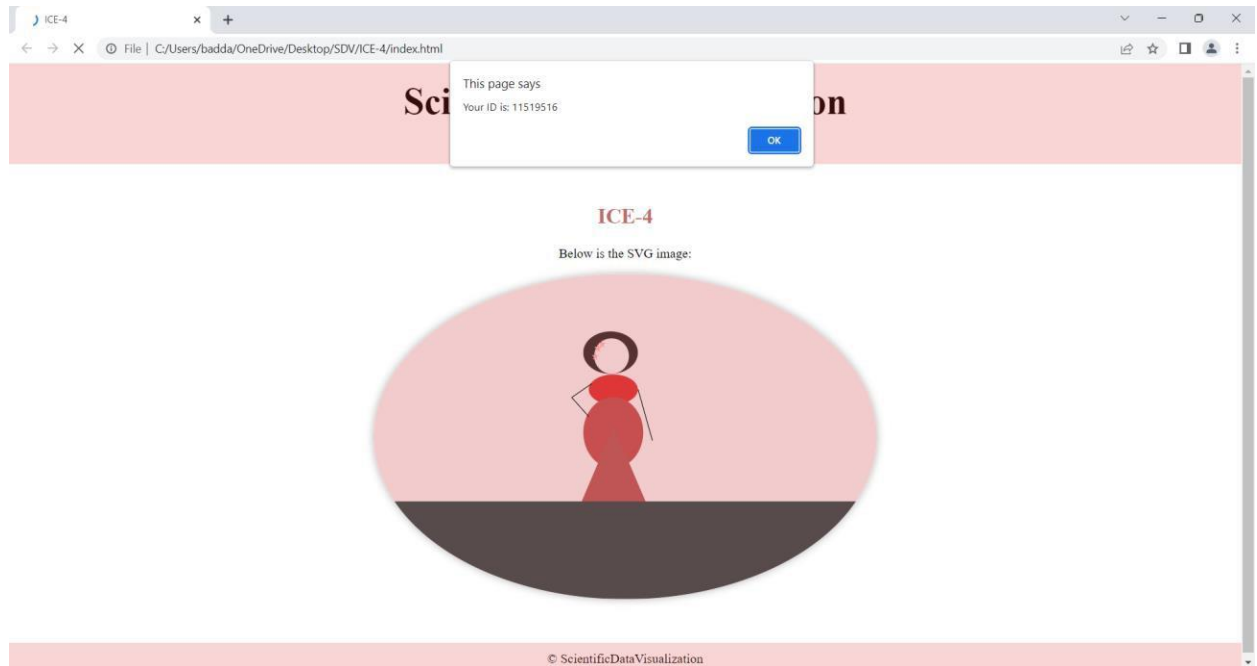 ICE-4
File | C:/Users/badda/OneDrive/Desktop/SDV/ICE-4/index.html
This page says
Your ID is: 11519516
OK
Sci on
ICE-4
Below is the SVG image:
© ScientificDataVisualization